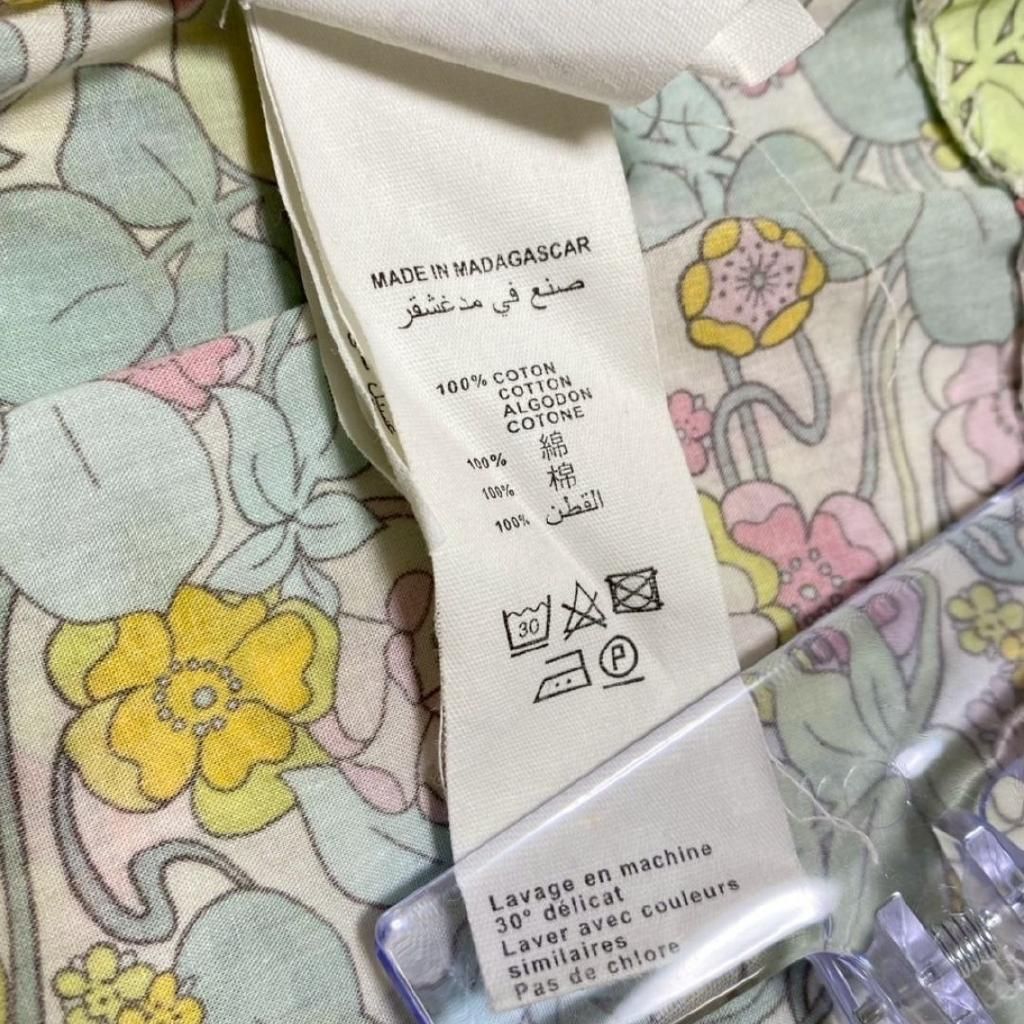 MADE IN MADAGASCAR
صنع في مدغشقر
100% COTON
COTTON
ALGODON
COTONE
100% 綿
100% 棉
100% القطن
30
P
Lavage en machine
30° délicat
Laver avec couleurs
similaires
Pas de chlore